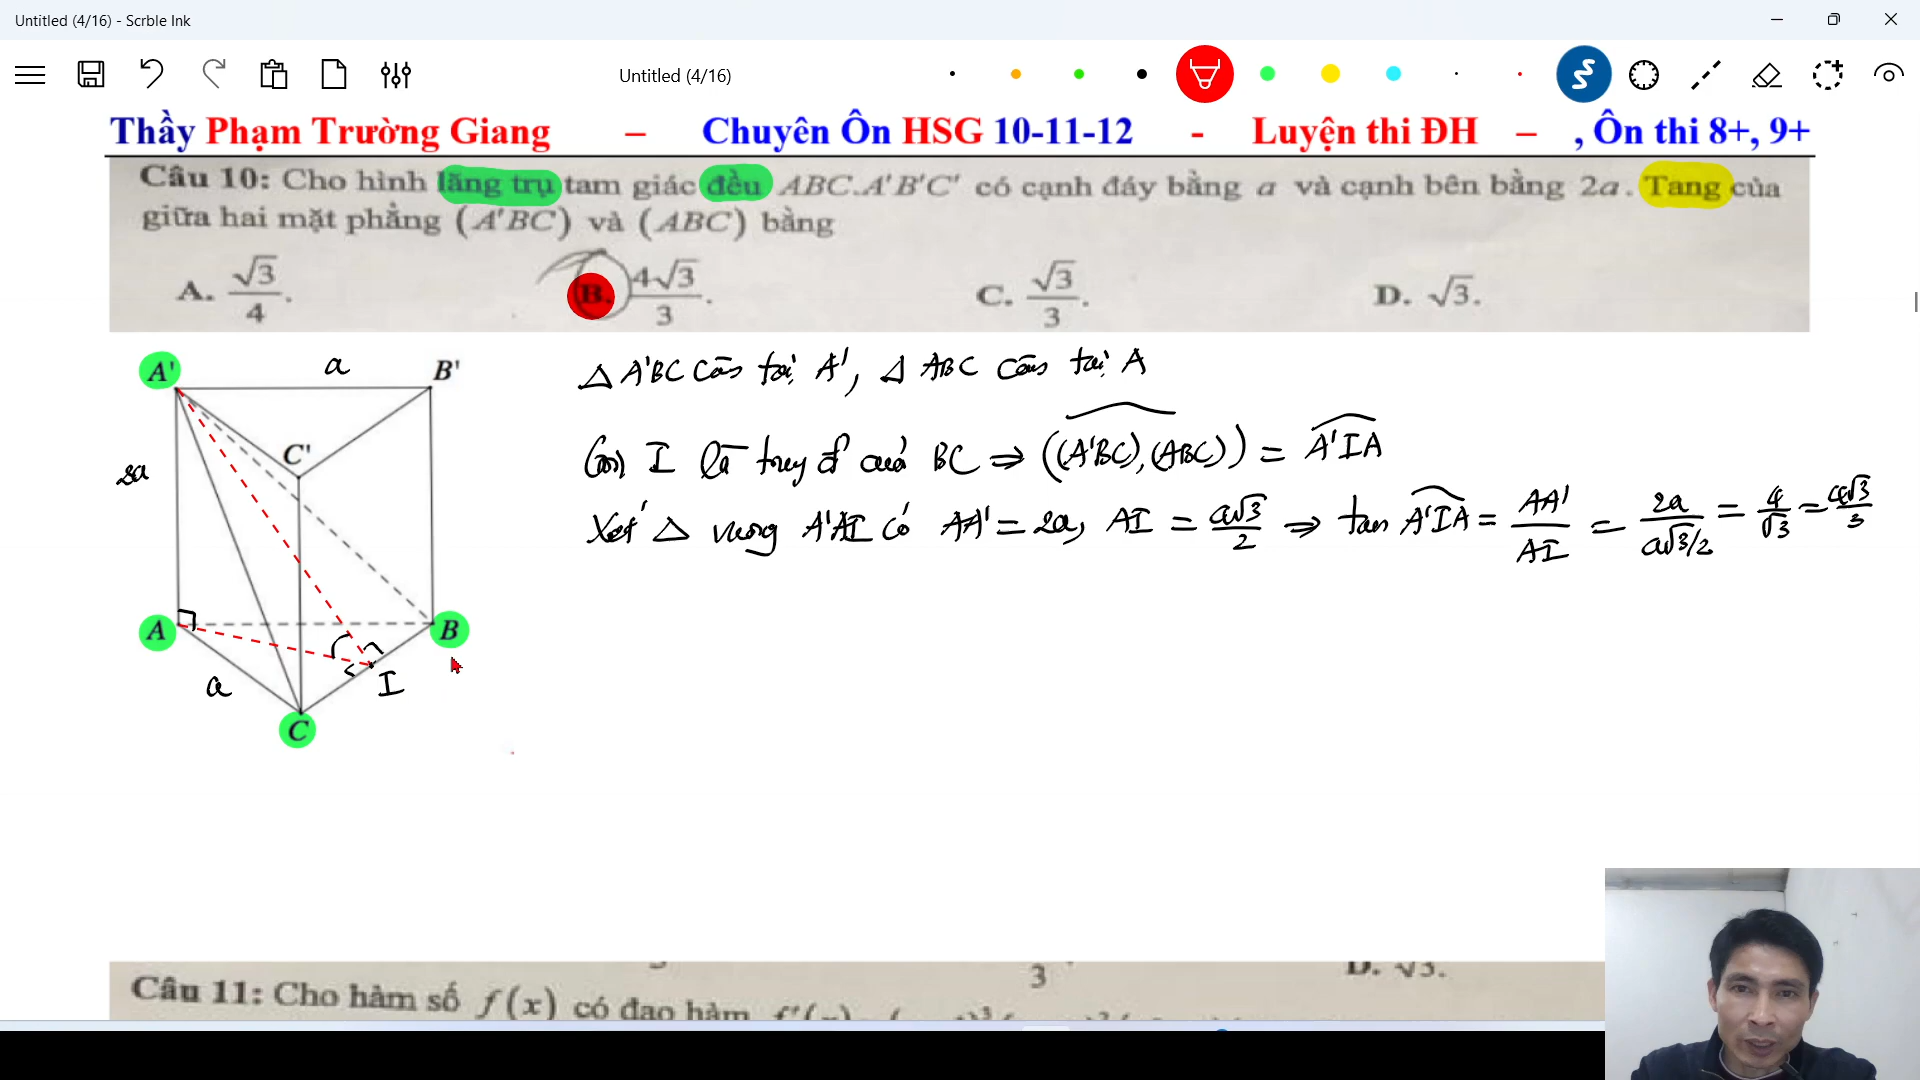 Untitled (4/16) - Scrble Ink
Untitled (4/16)
Thầy Phạm Trường Giang – Chuyên Ôn HSG 10-11-12 - Luyện thi ĐH – , Ôn thi 8+, 9+
Câu 10: Cho hình lăng trụ tam giác đều ABC.A'B'C' có cạnh đáy bằng a và cạnh bên bằng 2a. Tang của
giữa hai mặt phẳng (A'BC) và (ABC) bằng
A. √3/4. B. 4√3/3. C. √3/3. D. √3.
A' a B'
C'
2a
A B
a I
C
△ A'BC cân tại A', △ ABC cân tại A
Gọi I là trung đ' của BC ⇒ ((A'BC), (ABC)) = A'IA
Xét △ vuông A'AI có AA' = 2a, AI = a√3/2 ⇒ tan A'IA = AA'/AI = 2a/(a√3/2) = 4/√3 = 4√3/3
3 D. √3.
Câu 11: Cho hàm số f(x) có đạo hàm